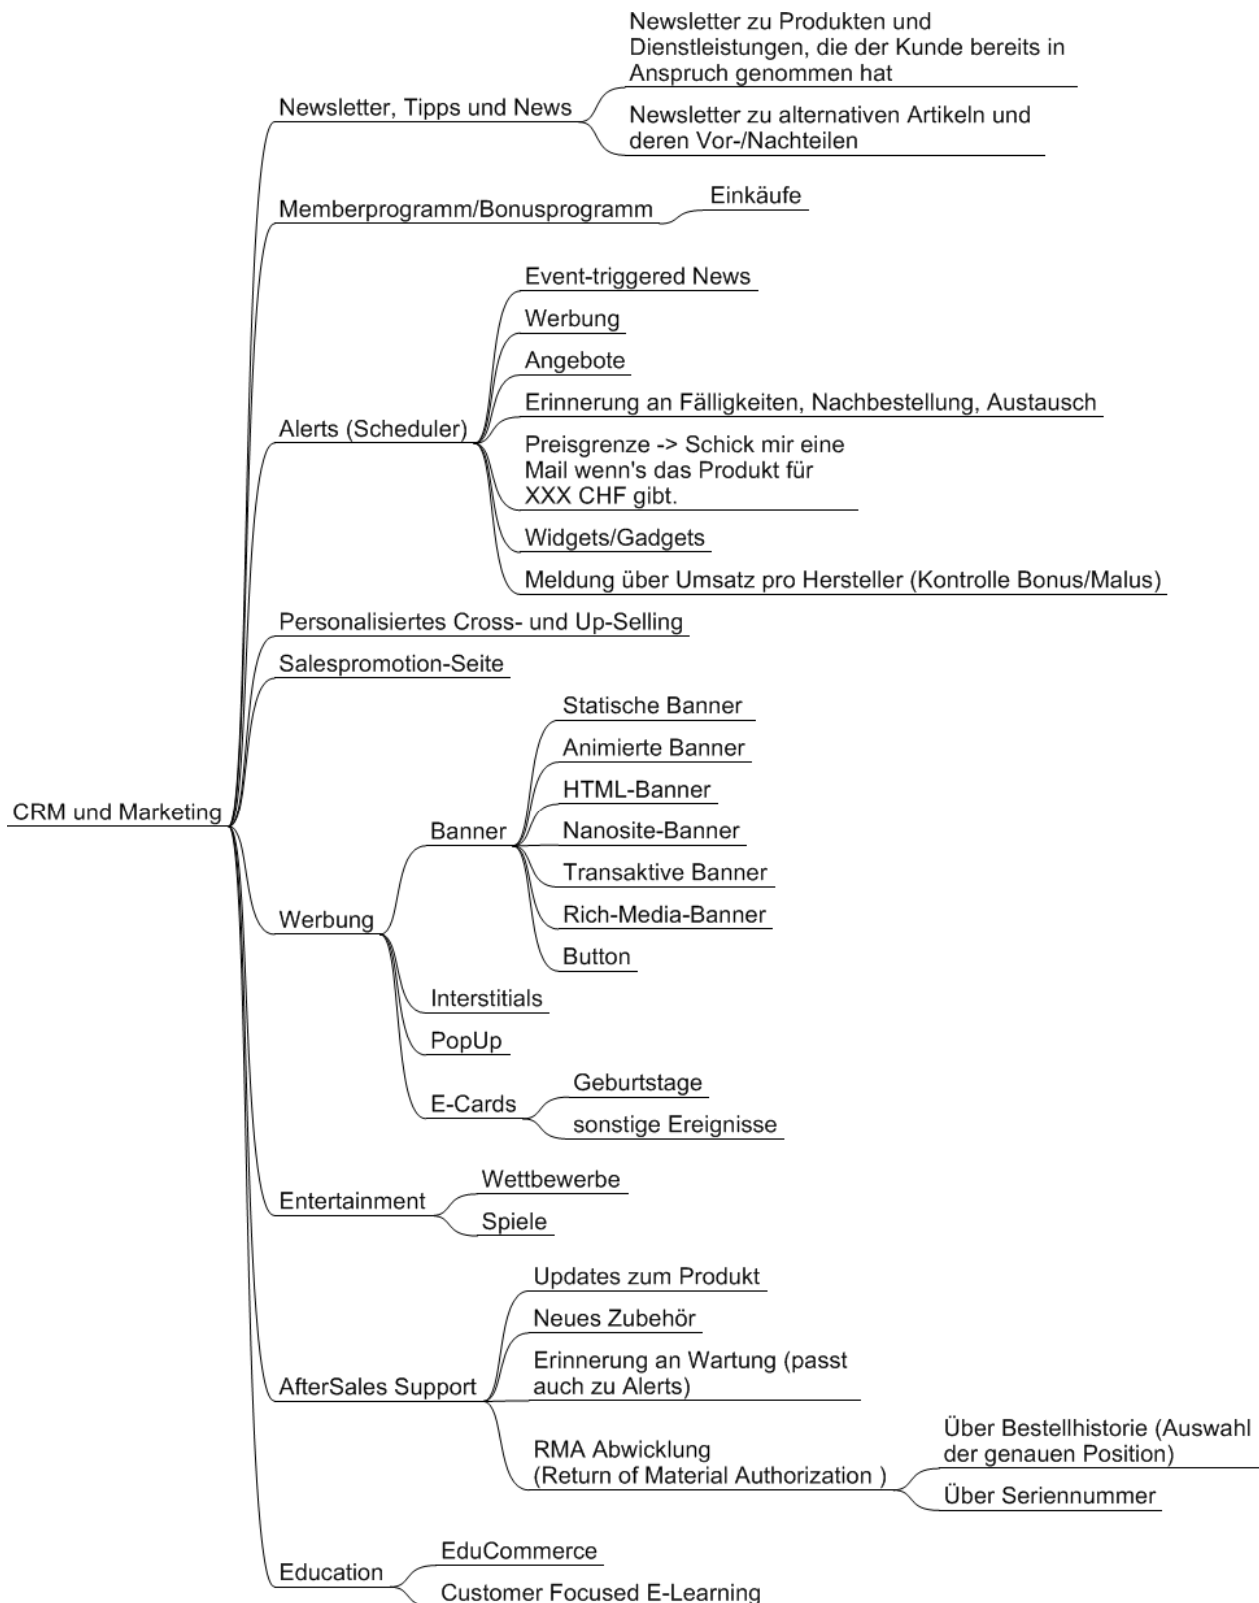 Newsletter zu Produkten und
Dienstleistungen, die der Kunde bereits in
Anspruch genommen hat
Newsletter, Tipps und News
Newsletter zu alternativen Artikeln und
deren Vor-/Nachteilen
Memberprogramm/Bonusprogramm
Einkäufe
Event-triggered News
Werbung
Angebote
Erinnerung an Fälligkeiten, Nachbestellung, Austausch
Alerts (Scheduler)
Preisgrenze -> Schick mir eine
Mail wenn's das Produkt für
XXX CHF gibt.
Widgets/Gadgets
Meldung über Umsatz pro Hersteller (Kontrolle Bonus/Malus)
Personalisiertes Cross- und Up-Selling
Salespromotion-Seite
CRM und Marketing
Werbung
Banner
Statische Banner
Animierte Banner
HTML-Banner
Nanosite-Banner
Transaktive Banner
Rich-Media-Banner
Button
Interstitials
PopUp
E-Cards
Geburtstage
sonstige Ereignisse
Entertainment
Wettbewerbe
Spiele
AfterSales Support
Updates zum Produkt
Neues Zubehör
Erinnerung an Wartung (passt
auch zu Alerts)
RMA Abwicklung
(Return of Material Authorization )
Über Bestellhistorie (Auswahl
der genauen Position)
Über Seriennummer
Education
EduCommerce
Customer Focused E-Learning